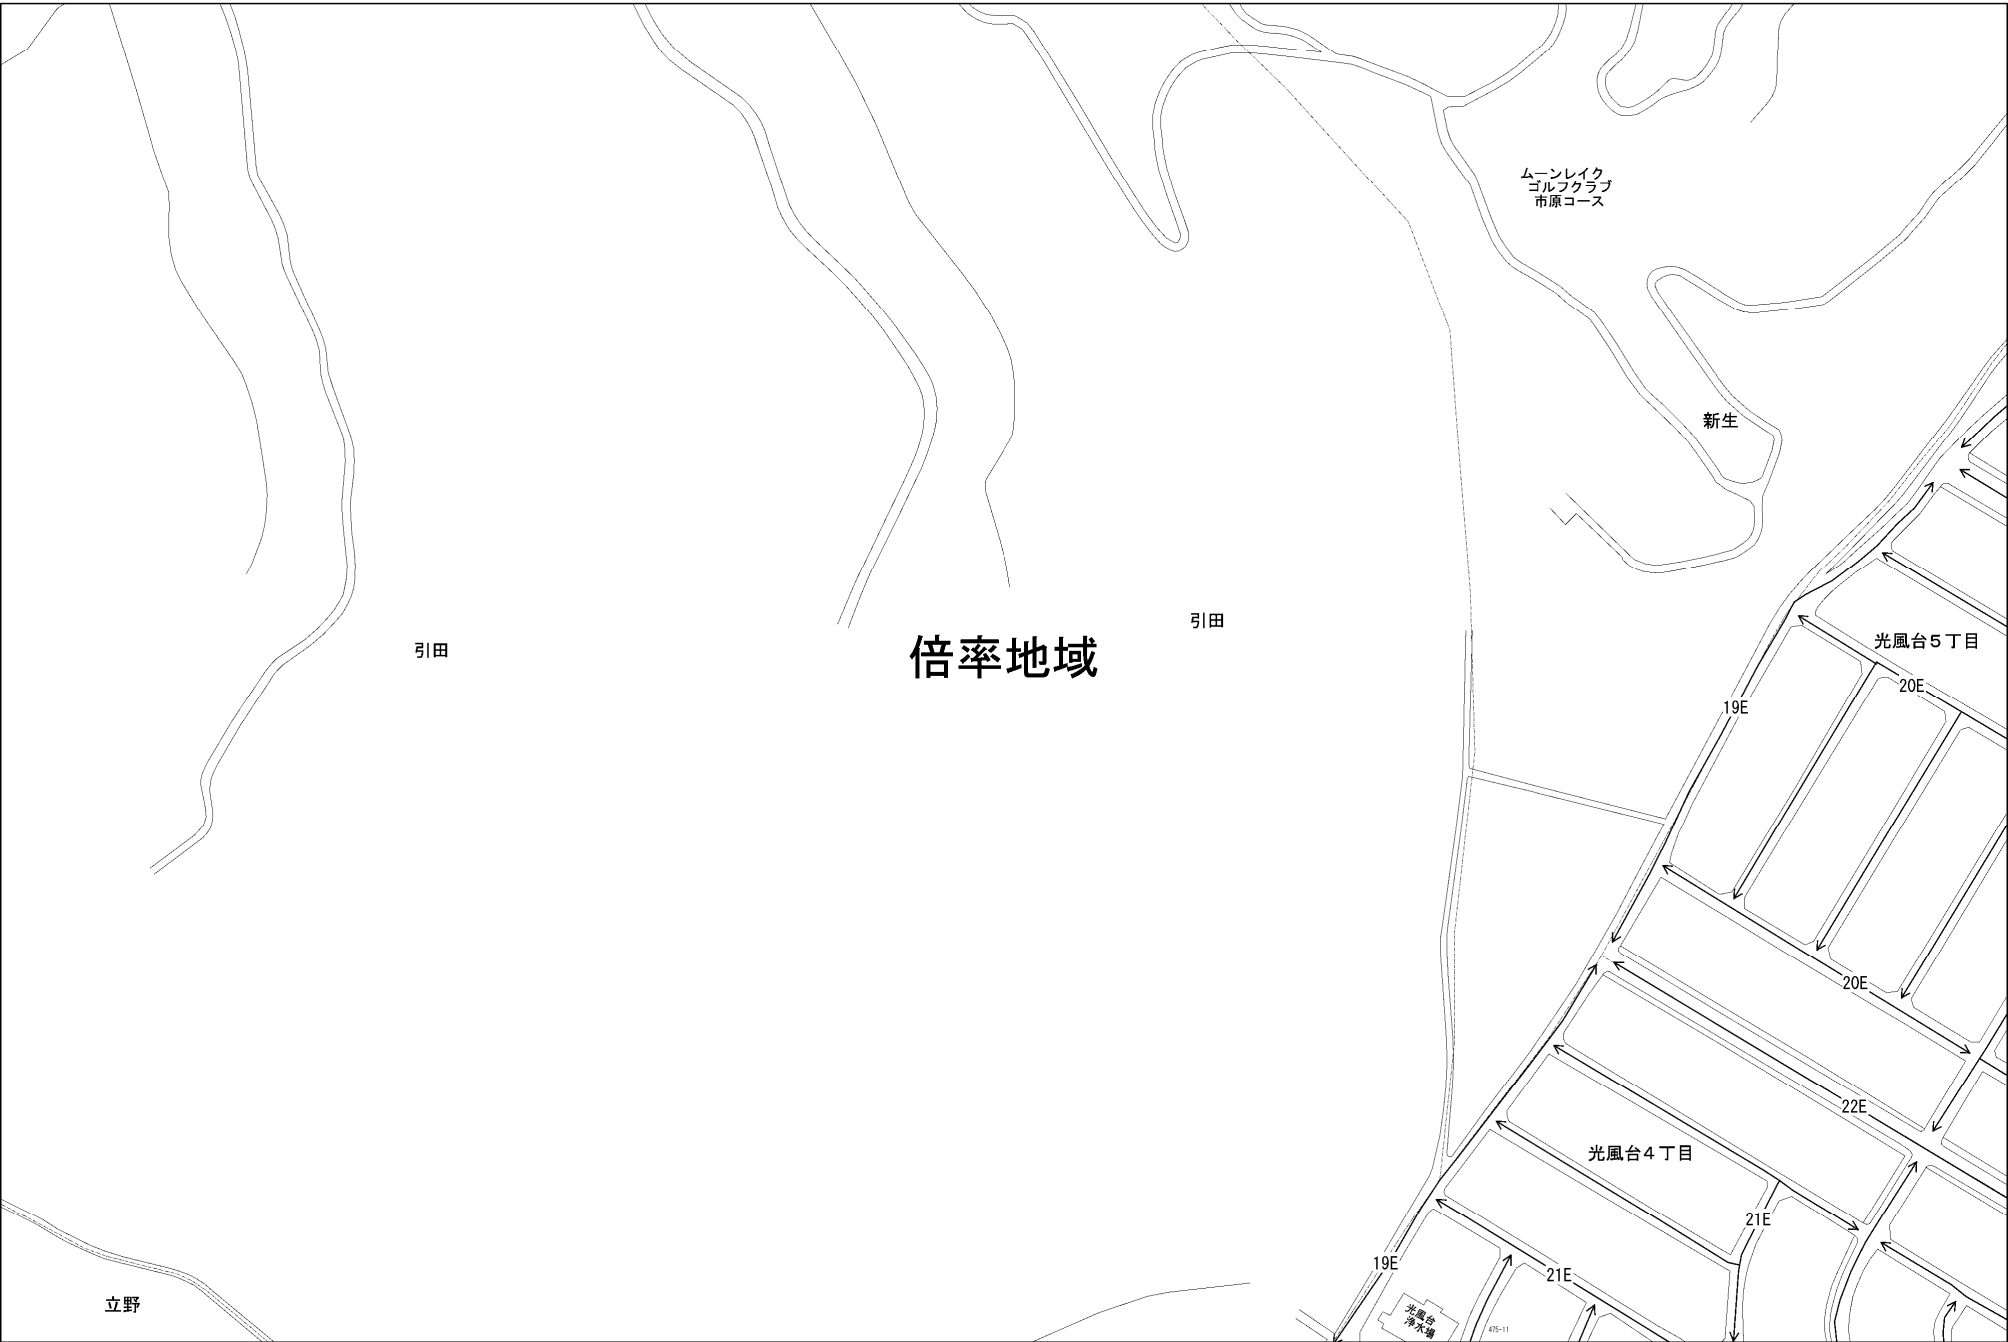 ムーンレイク
ゴルフクラブ
市原コース
新生
引田
引田
倍率地域
光風台5丁目
20E
19E
20E
22E
光風台4丁目
21E
19E
21E
立野
光風台
浄水場
475-11